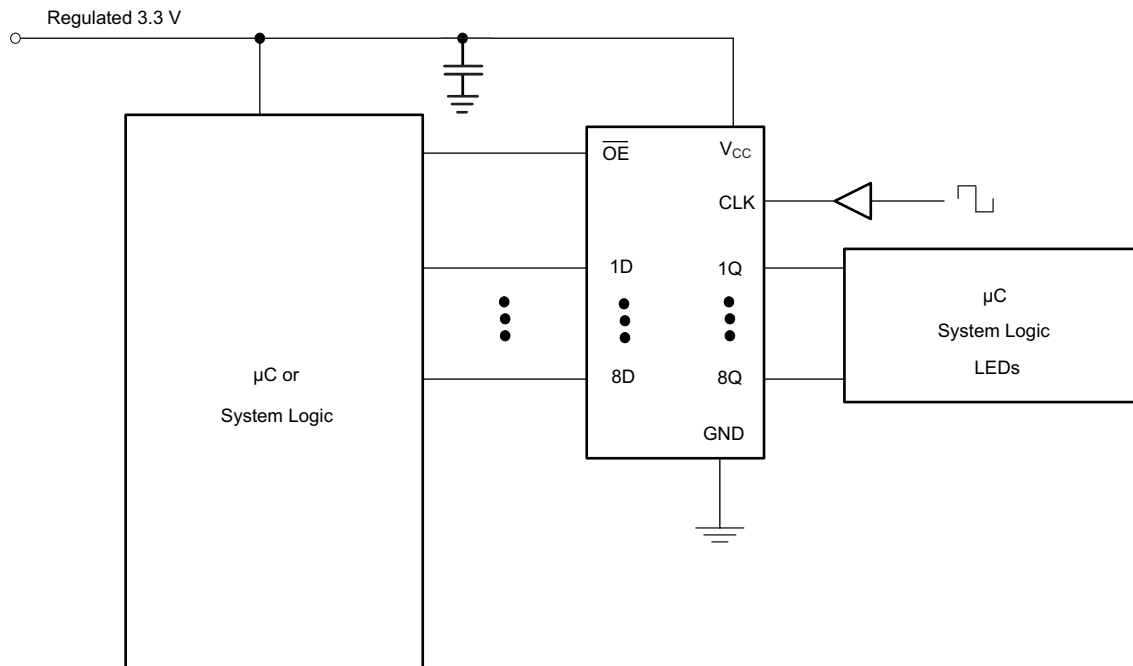 Regulated 3.3 V
OE
VCC
CLK
1D
1Q
8D
8Q
GND
µC or
System Logic
µC
System Logic
LEDs